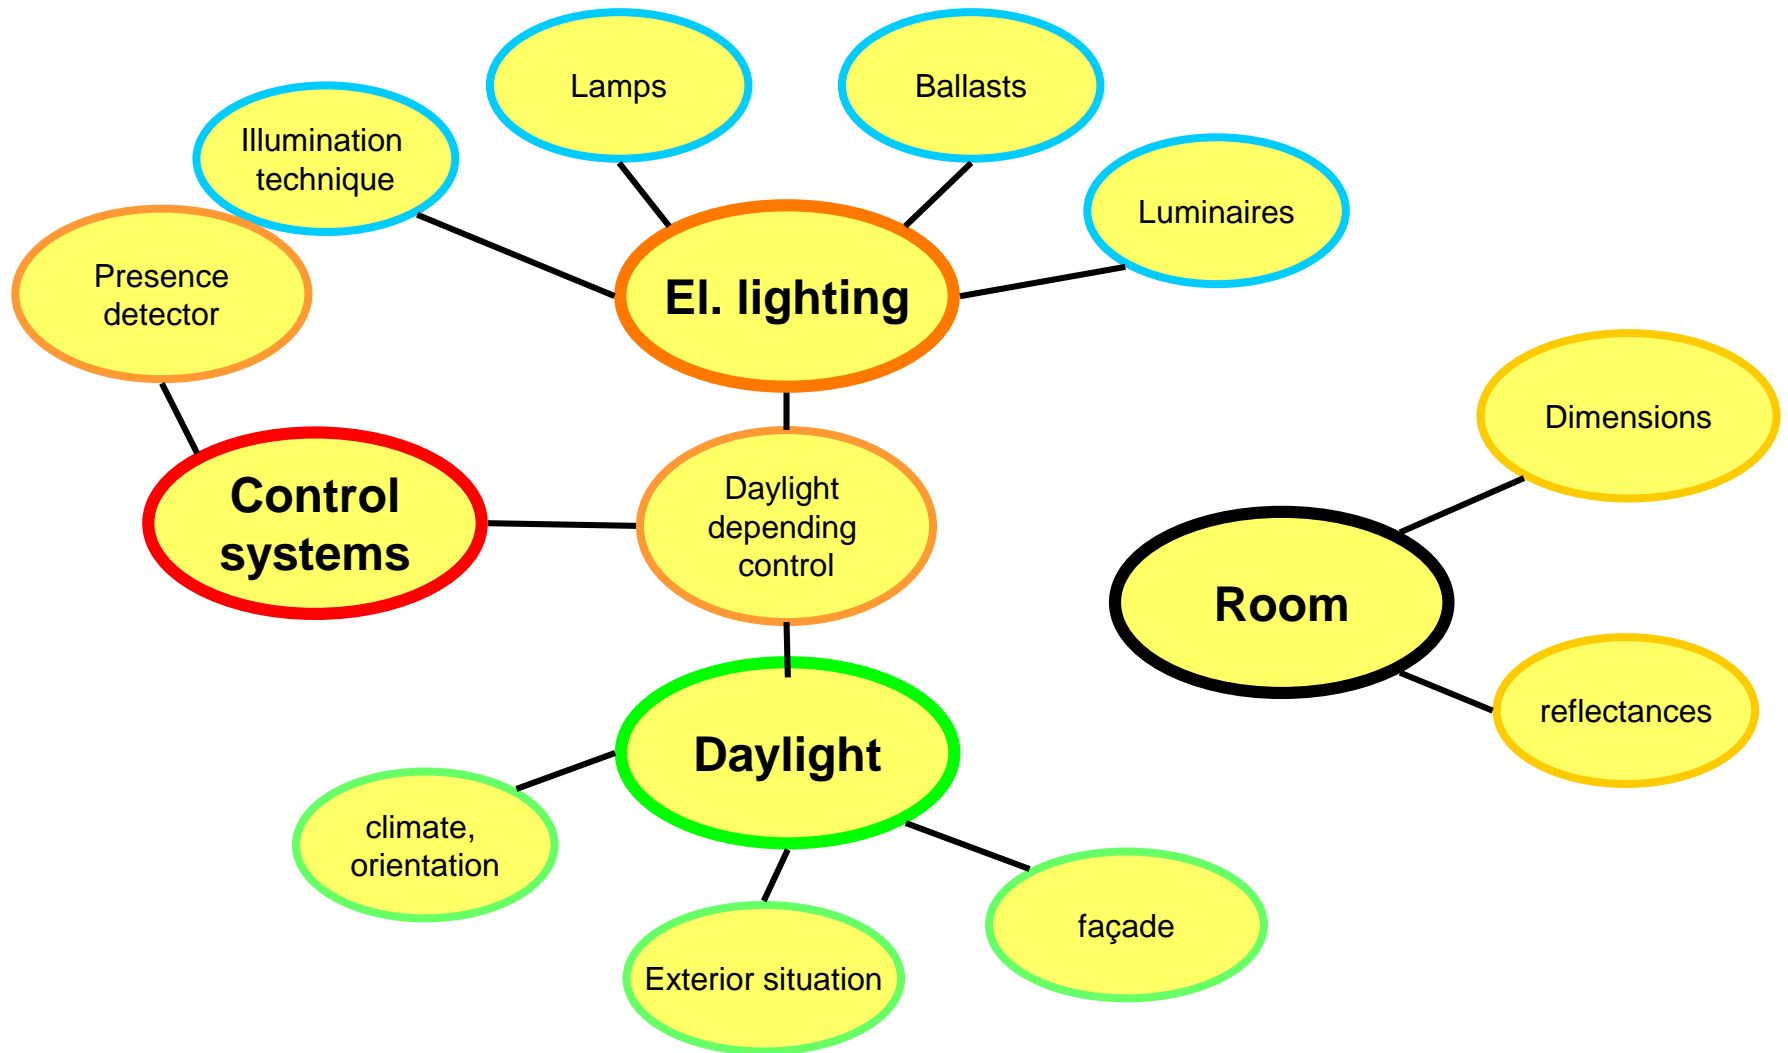 Lamps
Ballasts
Illumination
technique
Luminaires
Presence
detector
El. lighting
Dimensions
Control
systems
Daylight
depending
control
Room
reflectances
Daylight
climate,
orientation
façade
Exterior situation